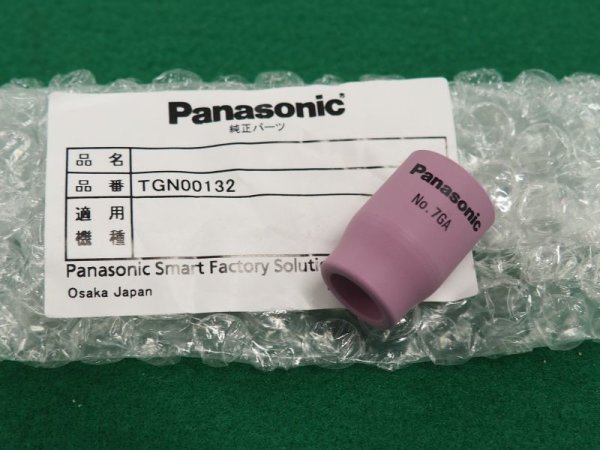 Panasonic
純正パーツ
品 名
品 番 TGN00132
適 用
機 種
Panasonic Smart Factory Solutio
Osaka Japan
Panasonic
No. 7GA